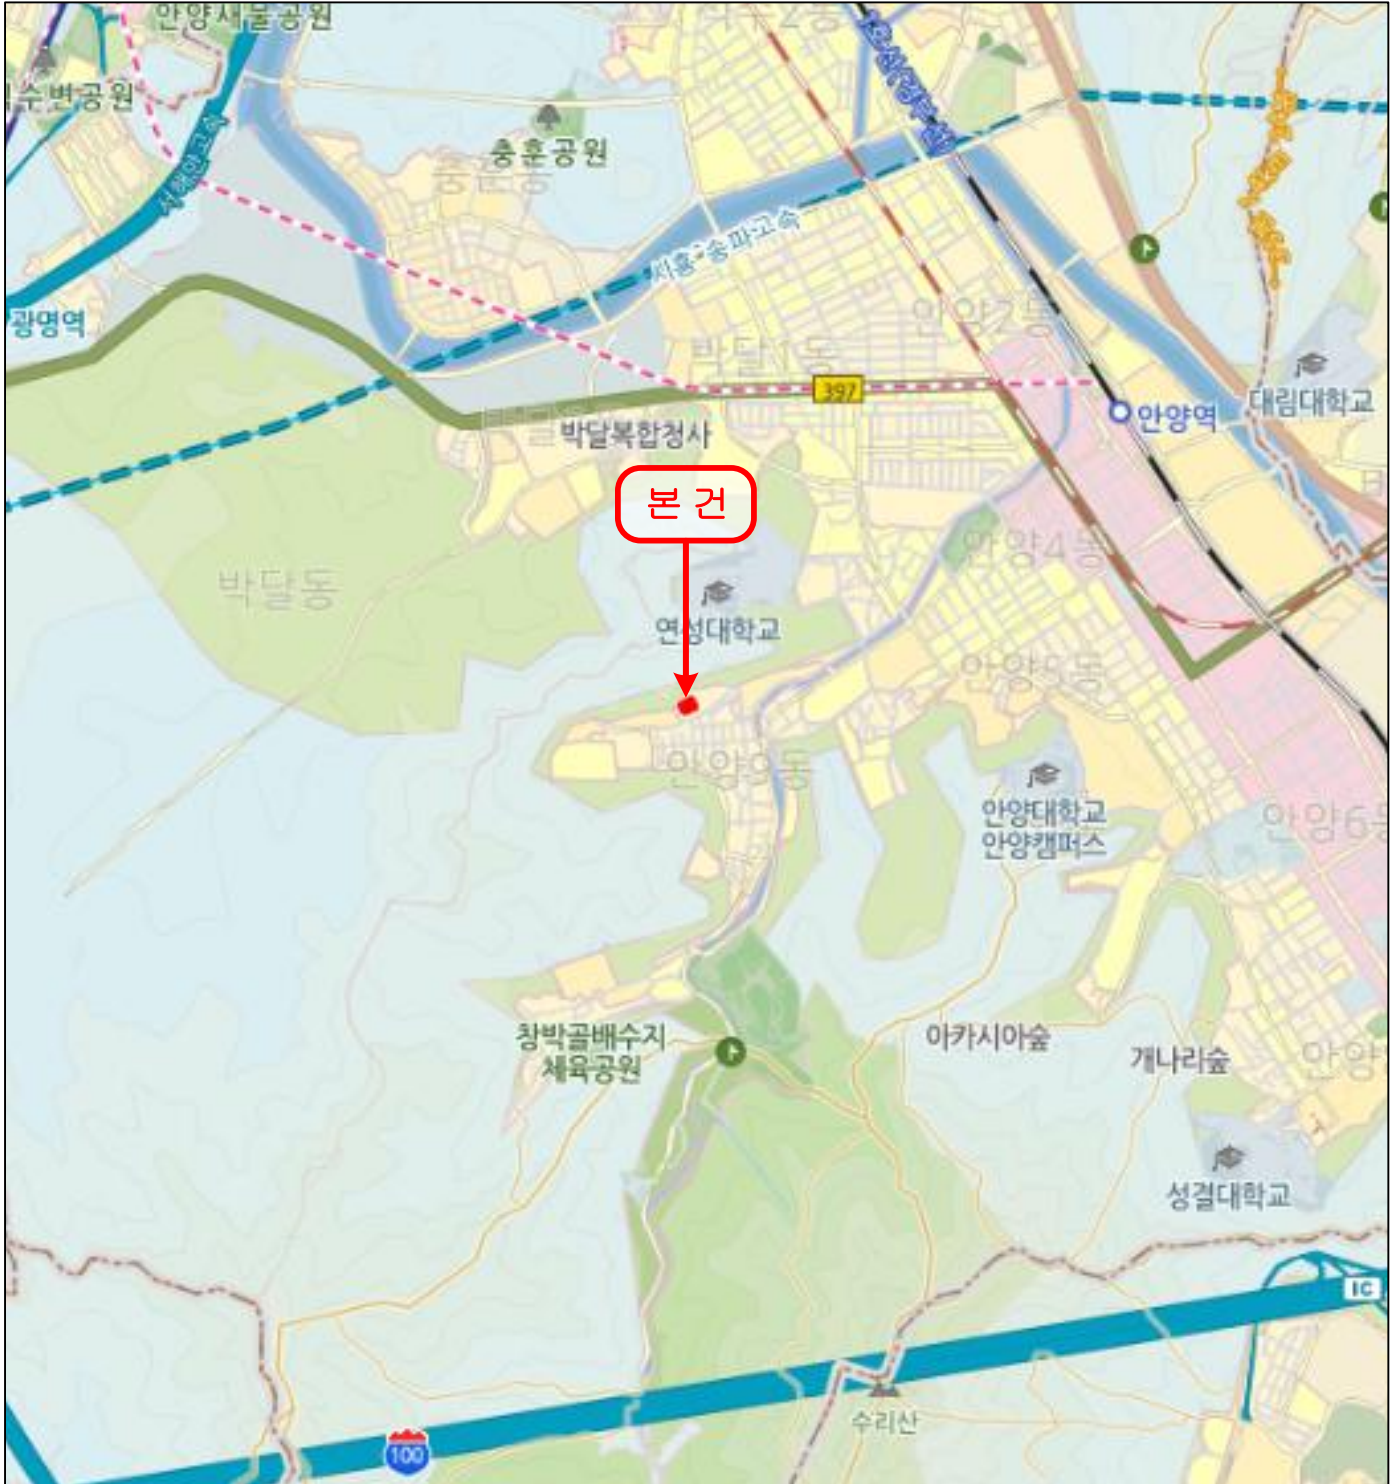 안양새물공원
수변공원
충훈공원
충훈동
서해안고속
시흥-송파고속
광명역
안양2동
박달1동
397
안양역
대림대학교
박달복합청사
본 건
안양4동
박달동
연성대학교
안양5동
안양9동
안양대학교
안양캠퍼스
안양6동
창박골배수지
체육공원
아카시아숲
개나리숲
안양
성결대학교
IC
수리산
100